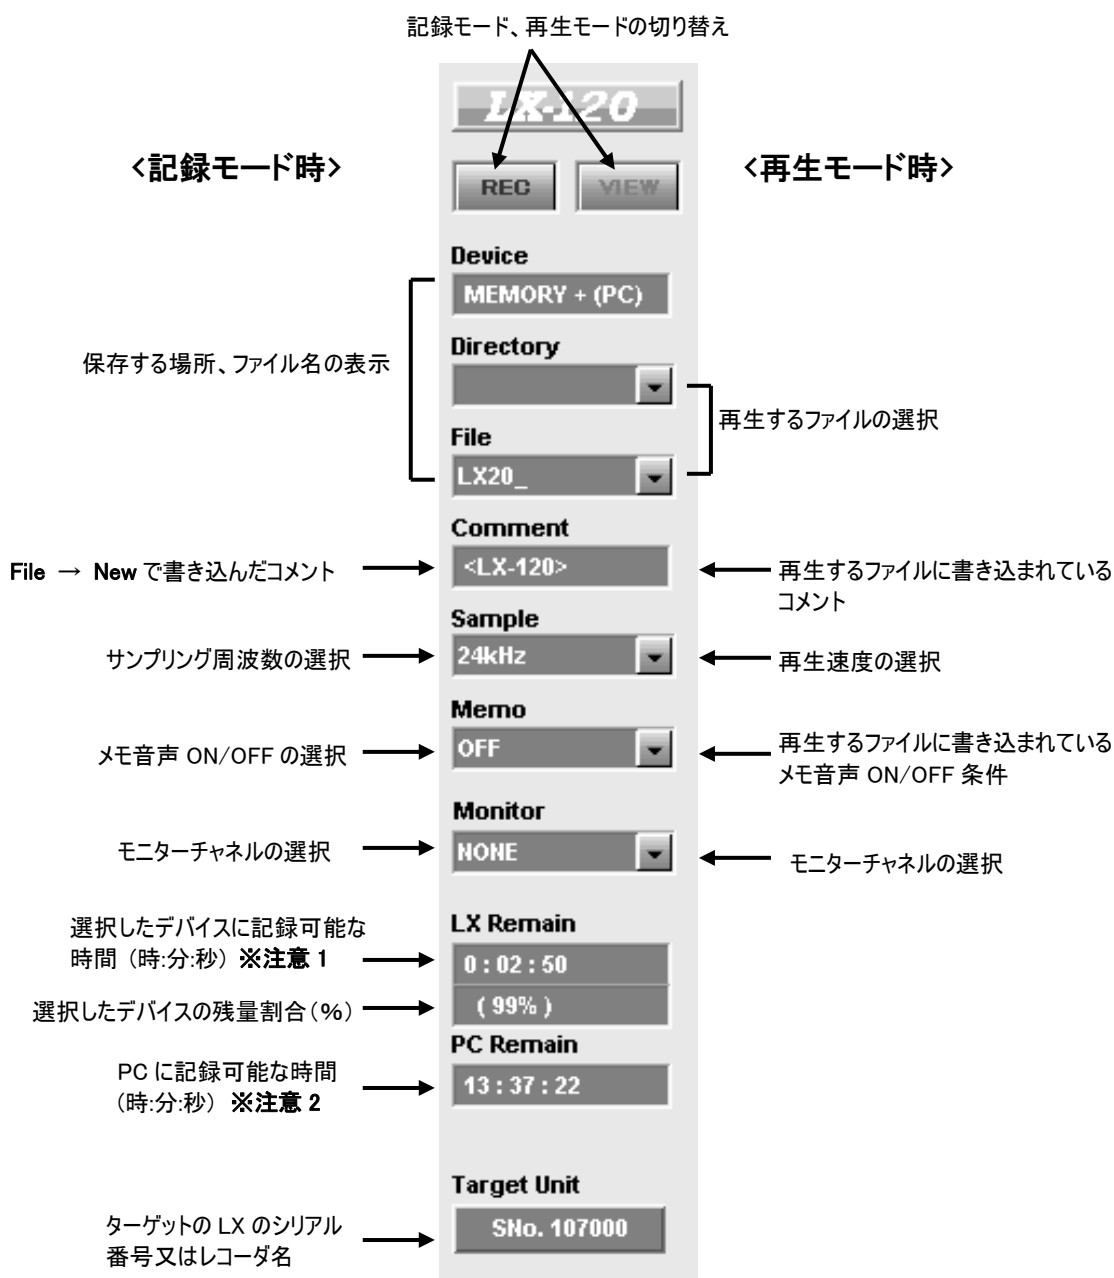 記録モード、再生モードの切り替え
LX-120
<記録モード時>
REC
VIEW
<再生モード時>
Device
MEMORY + (PC)
Directory
保存する場所、ファイル名の表示
再生するファイルの選択
File
LX20_
Comment
File → New で書き込んだコメント
<LX-120>
再生するファイルに書き込まれている
コメント
Sample
サンプリング周波数の選択
24kHz
再生速度の選択
Memo
メモ音声 ON/OFF の選択
OFF
再生するファイルに書き込まれている
メモ音声 ON/OFF 条件
Monitor
モニターチャネルの選択
NONE
モニターチャネルの選択
LX Remain
選択したデバイスに記録可能な
時間 (時:分:秒) ※注意 1
0 : 02 : 50
選択したデバイスの残量割合(%)
( 99% )
PC Remain
PC に記録可能な時間
(時:分:秒) ※注意 2
13 : 37 : 22
Target Unit
ターゲットの LX のシリアル
番号又はレコーダ名
SNo. 107000